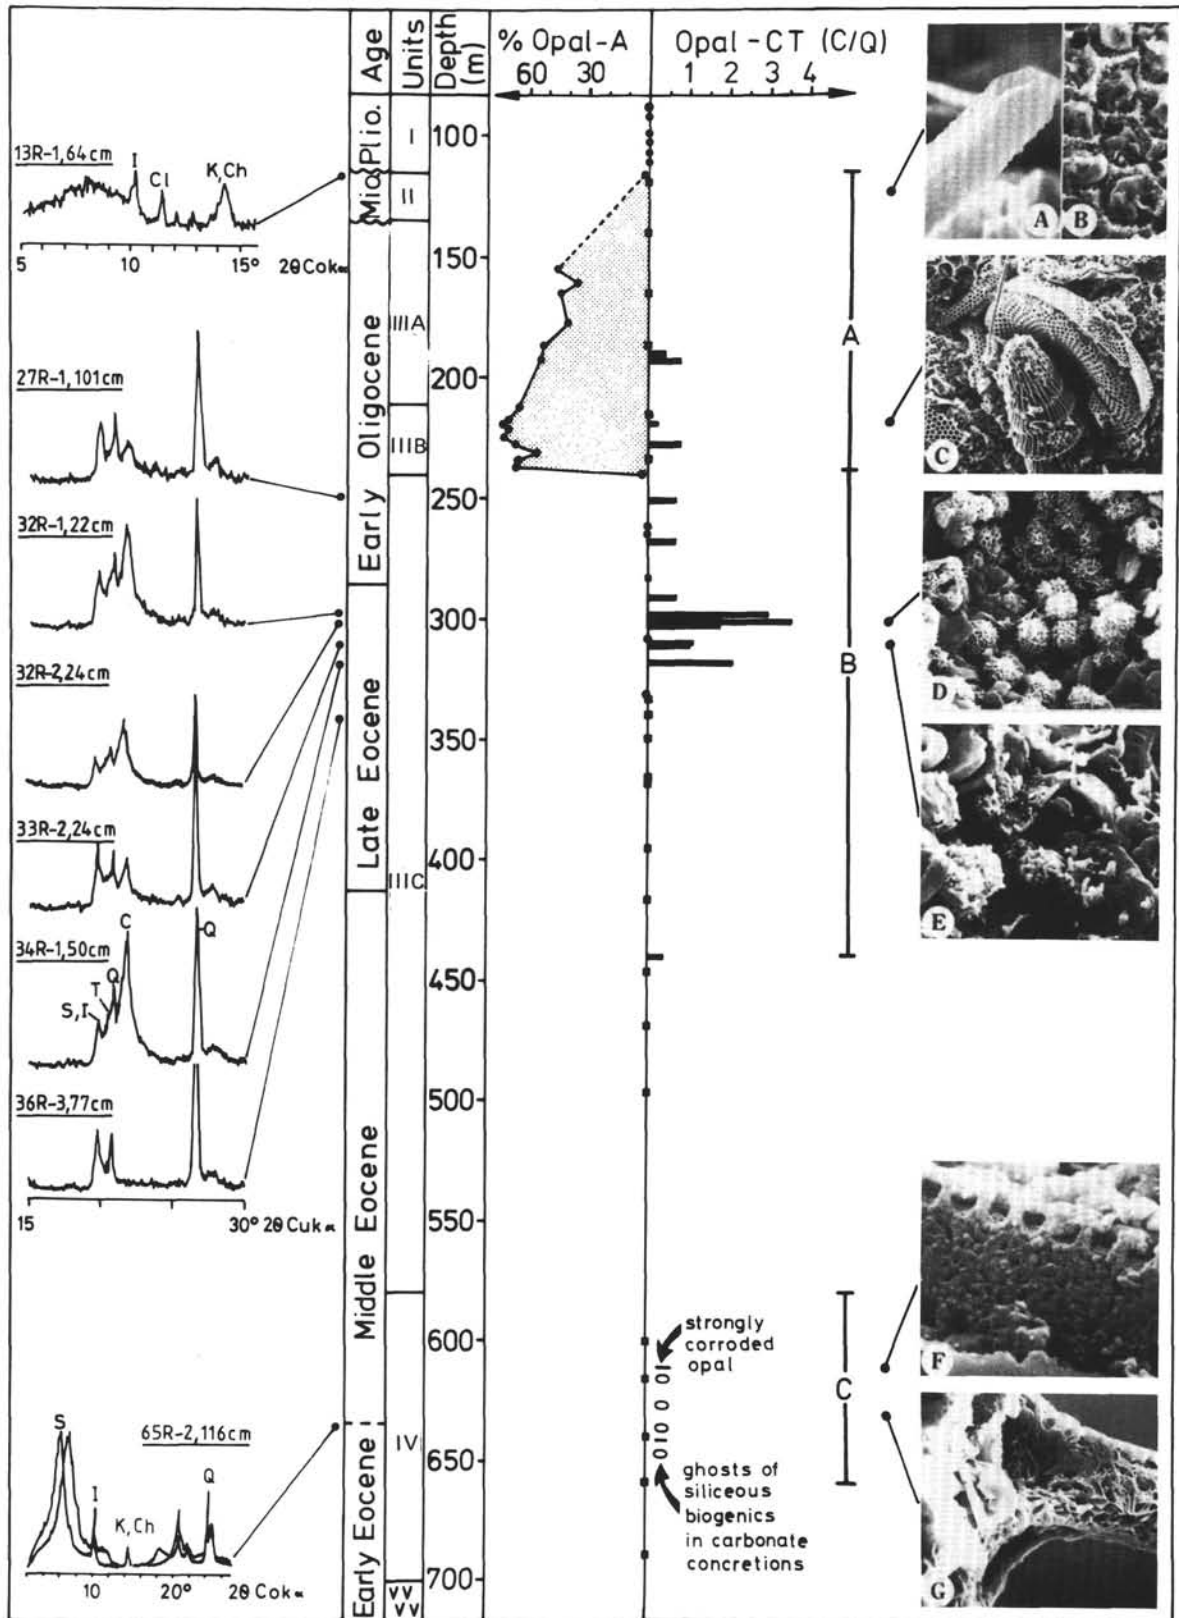 Age
Units
Depth (m)
% Opal-A
60 30
Opal-CT (C/Q)
1 2 3 4
Plio.
Mio.
Oligocene
Early
Late Eocene
Middle Eocene
Early Eocene
I
II
IIIA
IIIB
IIIC
IV
VV
VV
100
150
200
250
300
350
400
450
500
550
600
650
700
13R-1,64cm
I
Cl
K,Ch
5 10 15° 2θ Cokα
27R-1,101cm
32R-1,22cm
32R-2,24cm
33R-2,24cm
34R-1,50cm
S,I
T
Q
C
Q
36R-3,77cm
15 30° 2θ Cukα
65R-2,116cm
S
I
K,Ch
Q
10 20° 2θ Cokα
A
B
C
strongly
corroded
opal
ghosts of
siliceous
biogenics
in carbonate
concretions
A
B
C
D
E
F
G